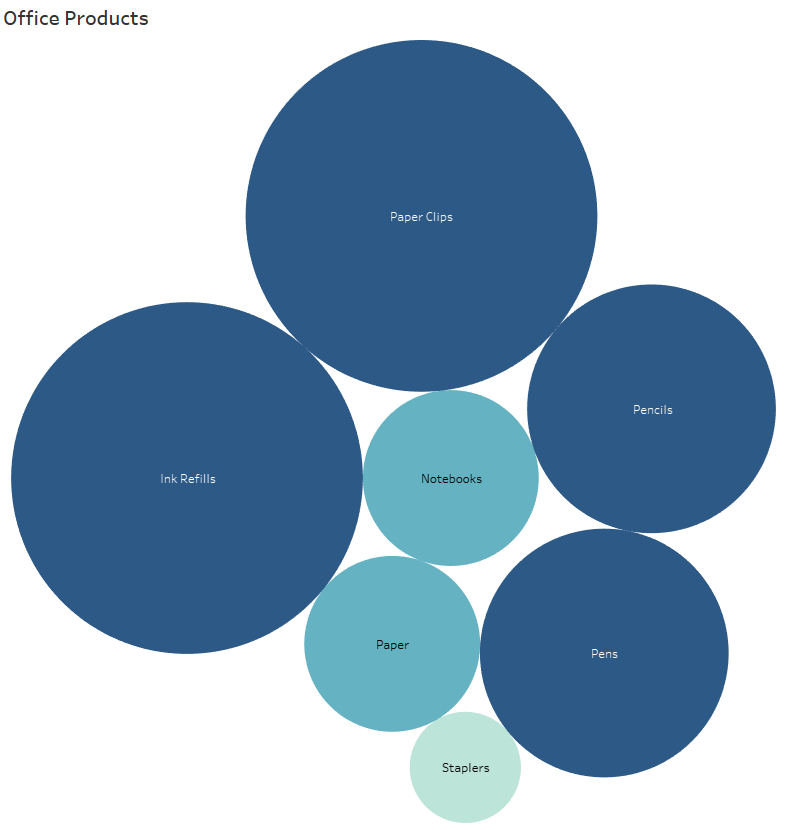 Office Products
Paper Clips
Pencils
Ink Refills
Notebooks
Paper
Pens
Staplers